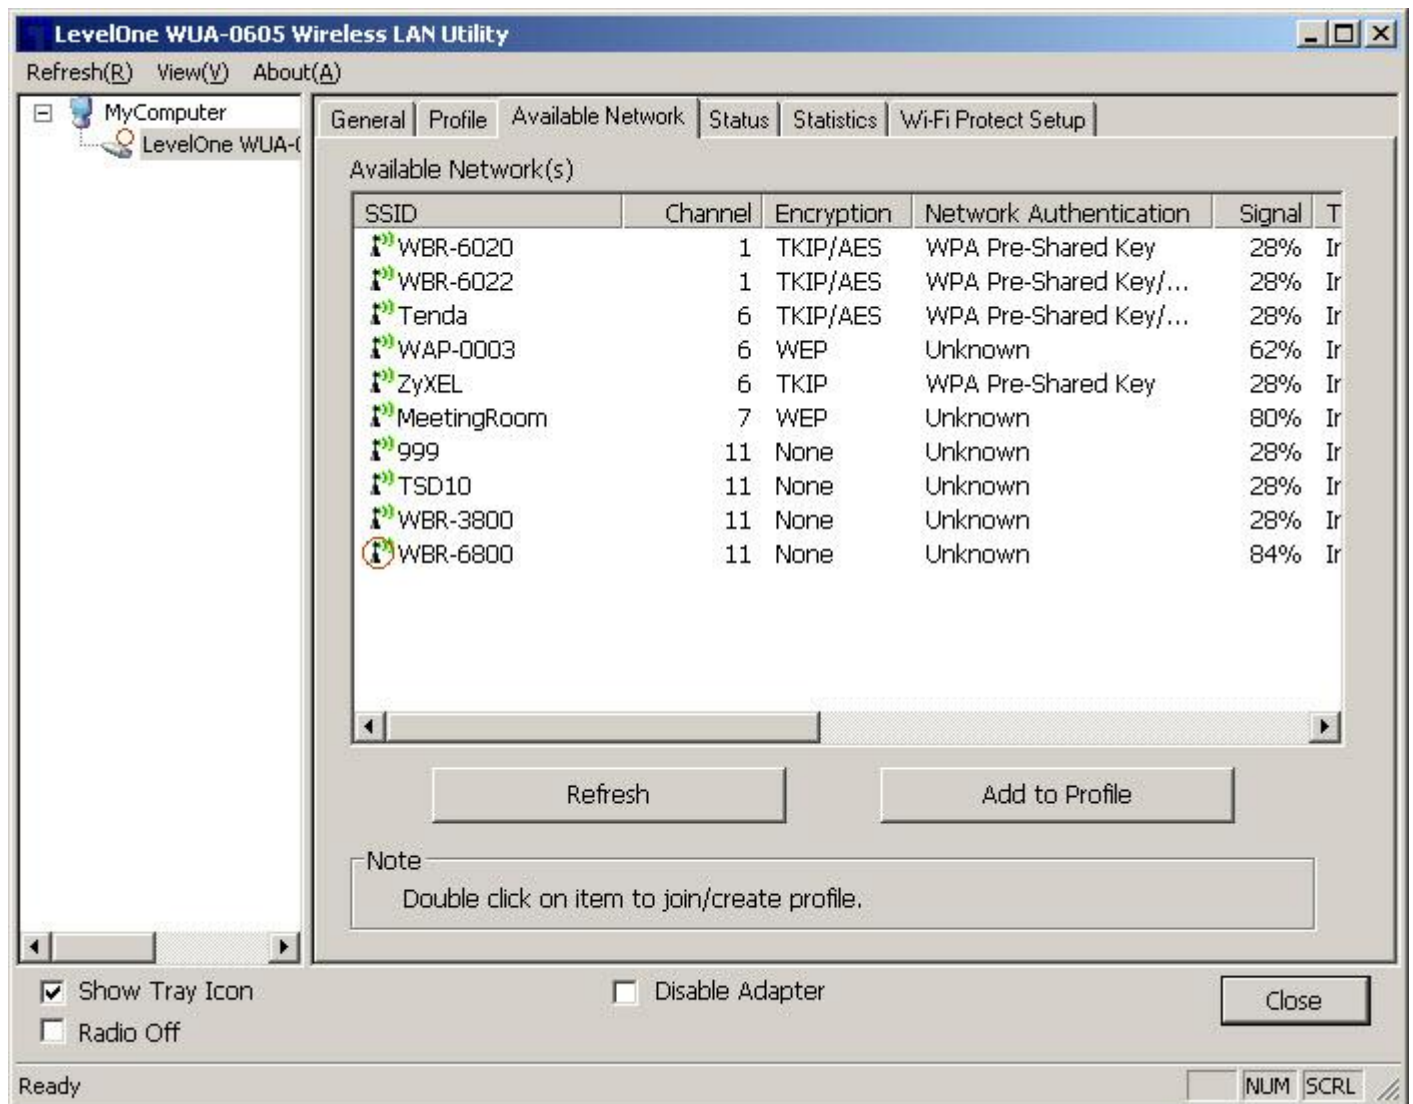 LevelOne WUA-0605 Wireless LAN Utility
Refresh(R) View(V) About(A)
MyComputer
LevelOne WUA-0
General Profile Available Network Status Statistics Wi-Fi Protect Setup
Available Network(s)
SSID Channel Encryption Network Authentication Signal T
WBR-6020 1 TKIP/AES WPA Pre-Shared Key 28% Ir
WBR-6022 1 TKIP/AES WPA Pre-Shared Key/... 28% Ir
Tenda 6 TKIP/AES WPA Pre-Shared Key/... 28% Ir
WAP-0003 6 WEP Unknown 62% Ir
ZyXEL 6 TKIP WPA Pre-Shared Key 28% Ir
MeetingRoom 7 WEP Unknown 80% Ir
999 11 None Unknown 28% Ir
TSD10 11 None Unknown 28% Ir
WBR-3800 11 None Unknown 28% Ir
WBR-6800 11 None Unknown 84% Ir
Refresh Add to Profile
Note
Double click on item to join/create profile.
Show Tray Icon Disable Adapter Close
Radio Off
Ready NUM SCRL